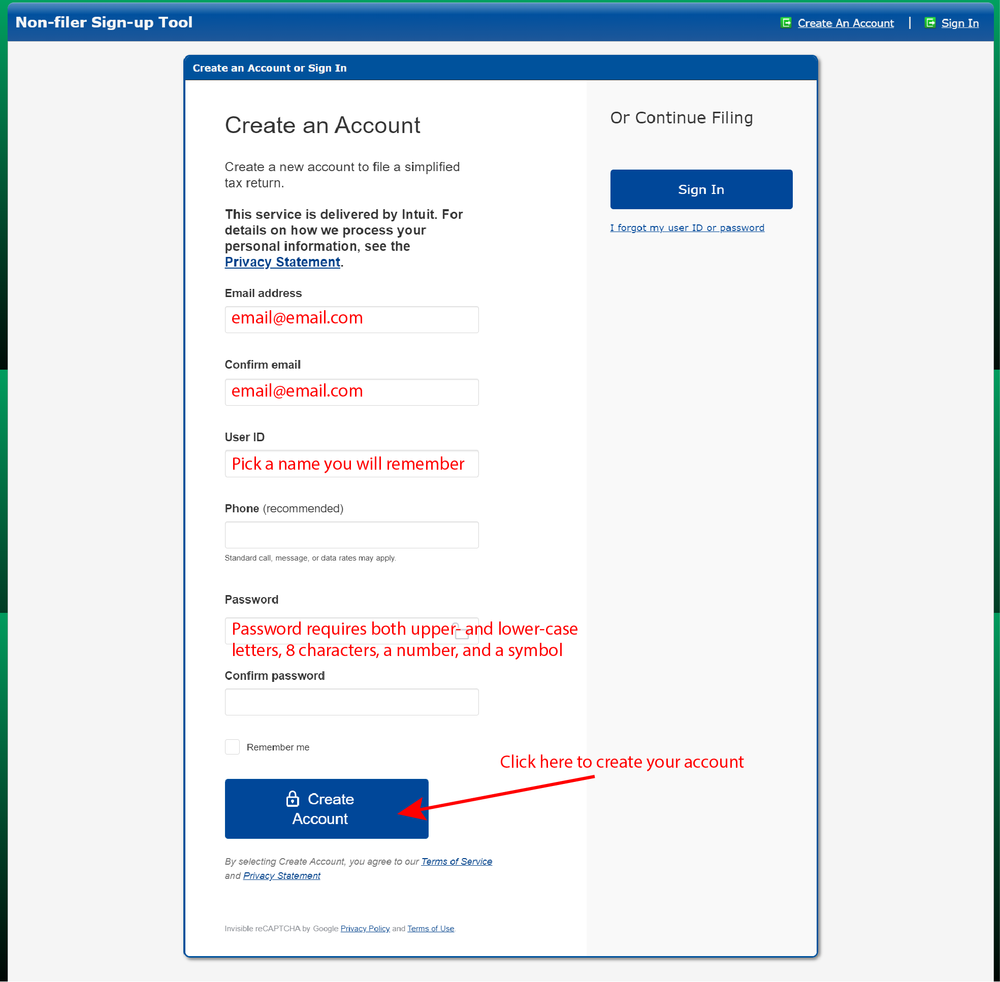 Non-filer Sign-up Tool
Create An Account | Sign In
Create an Account or Sign In
Create an Account
Create a new account to file a simplified
tax return.
This service is delivered by Intuit. For
details on how we process your
personal information, see the
Privacy Statement.
Email address
email@email.com
Confirm email
email@email.com
User ID
Pick a name you will remember
Phone (recommended)
Standard call, message, or data rates may apply.
Password
Password requires both upper- and lower-case
letters, 8 characters, a number, and a symbol
Confirm password
Remember me
Click here to create your account
Create
Account
By selecting Create Account, you agree to our Terms of Service
and Privacy Statement
Invisible reCAPTCHA by Google Privacy Policy and Terms of Use.
Or Continue Filing
Sign In
I forgot my user ID or password